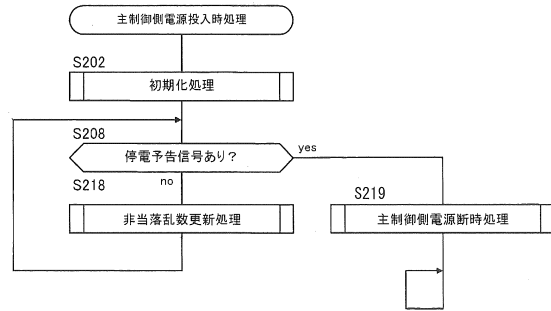 主制御側電源投入時処理
S202
初期化処理
S208
停電予告信号あり?
yes
no
S218
非当落乱数更新処理
S219
主制御側電源断時処理